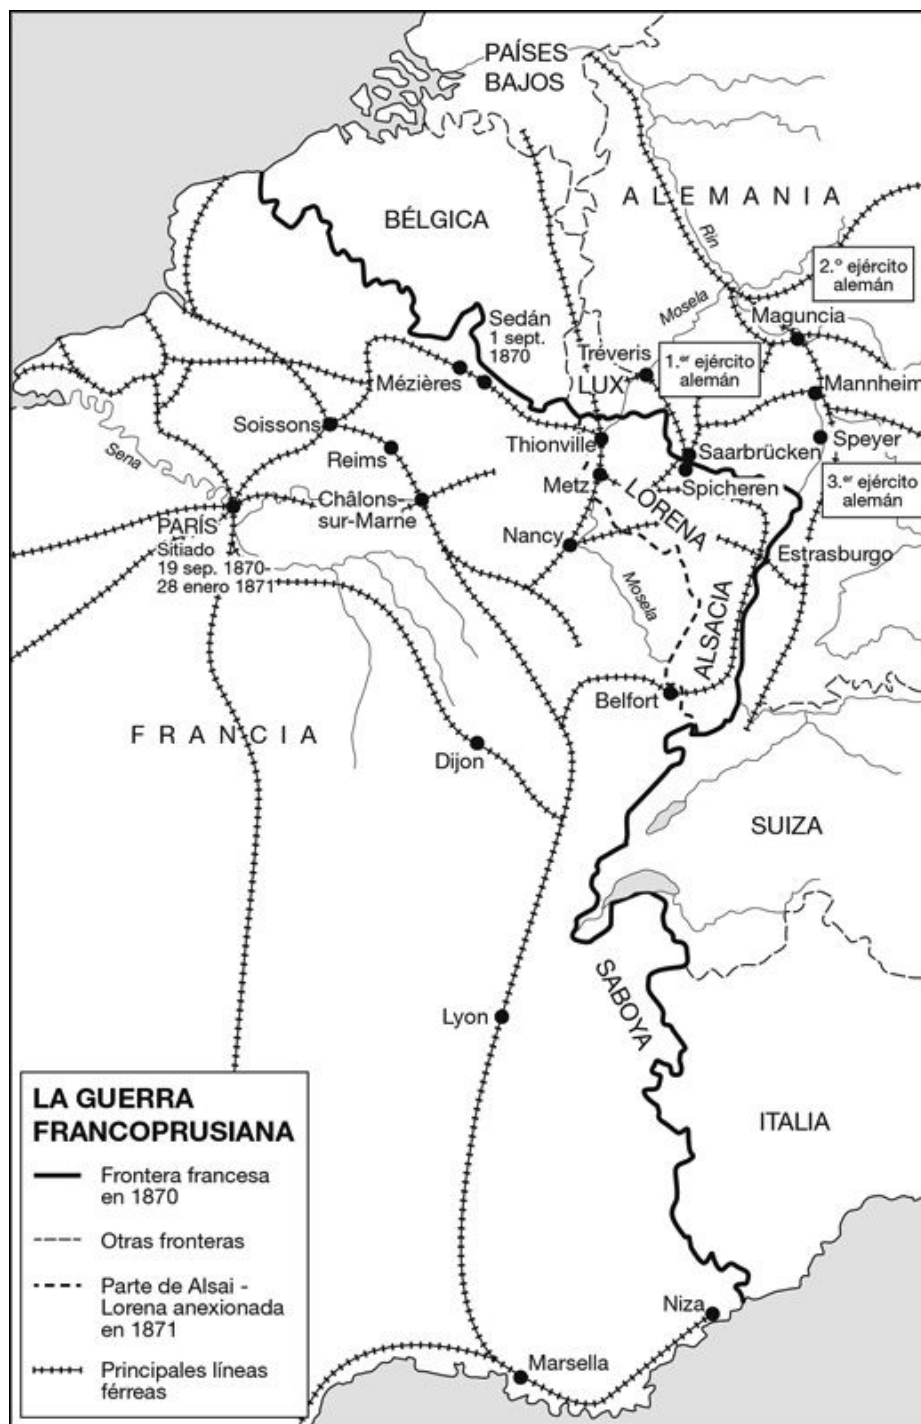 PAÍSES
BAJOS
ALEMANIA
BÉLGICA
Rin
2.º ejército
alemán
Mosela
Sedán
1 sept.
1870
Maguncia
Tréveris
1.er ejército
alemán
LUX
Mézières
Mannheim
Soissons
Thionville
Saarbrücken
Speyer
Reims
Sena
Metz
Spicheren
3.er ejército
alemán
LORENA
Châlons-
sur-Marne
PARÍS
Sitiado
19 sep. 1870-
28 enero 1871
Nancy
Estrasburgo
Mosela
ALSACIA
Belfort
FRANCIA
Dijon
SUIZA
SABOYA
Lyon
ITALIA
Niza
Marsella
LA GUERRA
FRANCOPRUSIANA
Frontera francesa
en 1870
Otras fronteras
Parte de Alsai -
Lorena anexionada
en 1871
Principales líneas
férreas